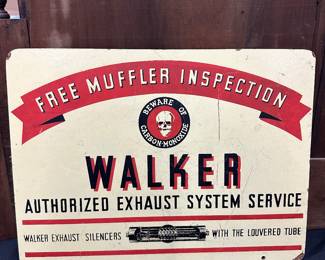 FREE MUFFLER INSPECTION
BEWARE OF
CARBON-MONOXIDE
WALKER
AUTHORIZED EXHAUST SYSTEM SERVICE
WALKER EXHAUST SILENCERS WITH THE LOUVERED TUBE